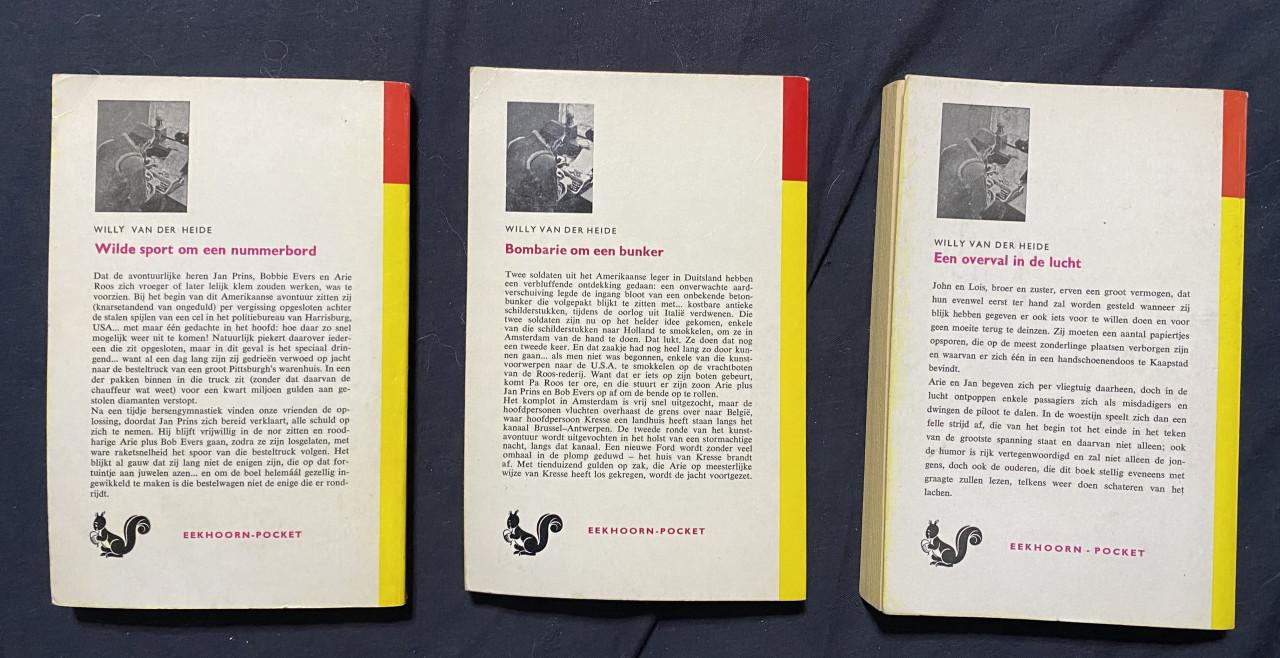 WILLY VAN DER HEIDE
Wilde sport om een nummerbord
Dat de avontuurlijke heren Jan Prins, Bobbie Evers en Arie
Roos zich vroeger of later lelijk klem zouden werken, was te
voorzien. Bij het begin van dit Amerikaanse avontuur zitten zij
(knarsetandend van ongeduld) per vergissing opgesloten achter
de stalen spijlen van een cel in het politiebureau van Harrisburg,
USA... met maar één gedachte in het hoofd: hoe daar zo snel
mogelijk weer uit te komen! Natuurlijk piekert daarover ieder-
een die zit opgesloten, maar in dit geval is het speciaal drin-
gend... want al een dag lang zijn zij gedrieën verwoed op jacht
naar de besteltruck van een groot Pittsburgh's warenhuis. In een
der pakken binnen in die truck zit (zonder dat daarvan de
chauffeur wat weet) voor een kwart miljoen gulden aan ge-
stolen diamanten verstopt.
Na een tijdje hersengymnastiek vinden onze vrienden de op-
lossing, doordat Jan Prins zich bereid verklaart, alle schuld op
zich te nemen. Hij blijft vrijwillig in de nor zitten en rood-
harige Arie plus Bob Evers gaan, zodra ze zijn losgelaten, met
ware raketsnelheid het spoor van die besteltruck volgen. Het
blijkt al gauw dat zij lang niet de enigen zijn, die op dat for-
tuintje aan juwelen azen... en om de boel helemáál gezellig in-
gewikkeld te maken is die bestelwagen niet de enige die er rond-
rijdt.
EEKHOORN-POCKET
WILLY VAN DER HEIDE
Bombarie om een bunker
Twee soldaten uit het Amerikaanse leger in Duitsland hebben
een verbluffende ontdekking gedaan: een onverwachte aard-
verschuiving legde de ingang bloot van een onbekende beton-
bunker die volgepakt blijkt te zitten met... kostbare antieke
schilderstukken, tijdens de oorlog uit Italië verdwenen. Die
twee soldaten zijn nu op het helder idee gekomen, enkele
van die schilderstukken naar Holland te smokkelen, om ze in
Amsterdam van de hand te doen. Dat lukt. Ze doen dat nog
een tweede keer. En dat zaakje had nog heel lang zo door kun-
nen gaan... als men niet was begonnen, enkele van die kunst-
voorwerpen naar de U.S.A. te smokkelen op de vrachtboten
van de Roos-rederij. Want dat er iets op zijn boten gebeurt,
komt Pa Roos ter ore, en die stuurt er zijn zoon Arie plus
Jan Prins en Bob Evers op af om de bende op te rollen.
Het komplot in Amsterdam is vrij snel uitgezocht, maar de
hoofdpersonen vluchten overhaast de grens over naar België,
waar hoofdpersoon Kresse een landhuis heeft staan langs het
kanaal Brussel-Antwerpen. De tweede ronde van het kunst-
avontuur wordt uitgevochten in het holst van een stormachtige
nacht, langs dat kanaal. Een nieuwe Ford wordt zonder veel
omhaal in de plomp geduwd – het huis van Kresse brandt
af. Met tienduizend gulden op zak, die Arie op meesterlijke
wijze van Kresse heeft los gekregen, wordt de jacht voortgezet.
EEKHOORN-POCKET
WILLY VAN DER HEIDE
Een overval in de lucht
John en Lois, broer en zuster, erven een groot vermogen, dat
hun evenwel eerst ter hand zal worden gesteld wanneer zij
blijk hebben gegeven er ook iets voor te willen doen en voor
geen moeite terug te deinzen. Zij moeten een aantal papiertjes
opsporen, die op de meest zonderlinge plaatsen verborgen zijn
en waarvan er zich één in een handschoenendoos te Kaapstad
bevindt.
Arie en Jan begeven zich per vliegtuig daarheen, doch in de
lucht ontpoppen enkele passagiers zich als misdadigers en
dwingen de piloot te dalen. In de woestijn speelt zich dan een
felle strijd af, die van het begin tot het einde in het teken
van de grootste spanning staat en daarvan niet alleen; ook
de humor is rijk vertegenwoordigd en zal niet alleen de jon-
gens, doch ook de ouderen, die dit boek stellig eveneens met
graagte zullen lezen, telkens weer doen schateren van het
lachen.
EEKHOORN - POCKET